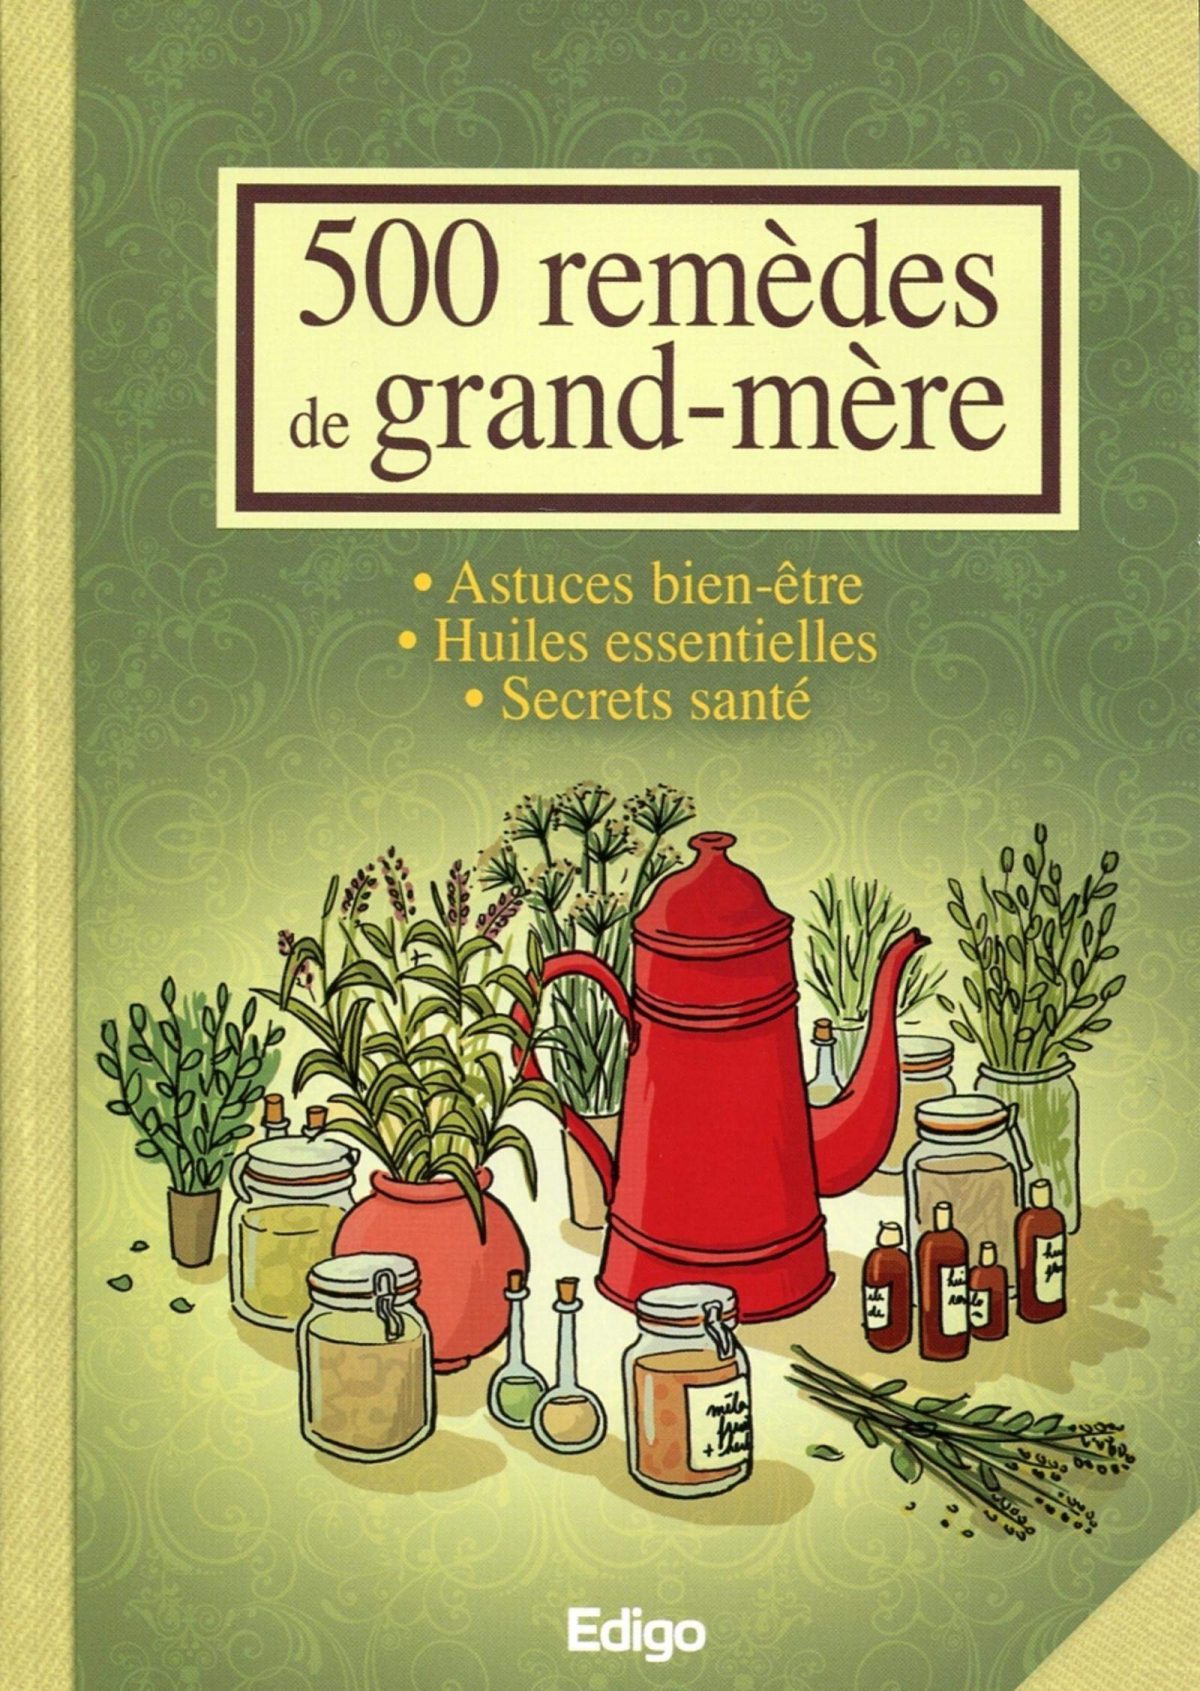 500 remèdes
de grand-mère
• Astuces bien-être
• Huiles essentielles
• Secrets santé
+
Edigo